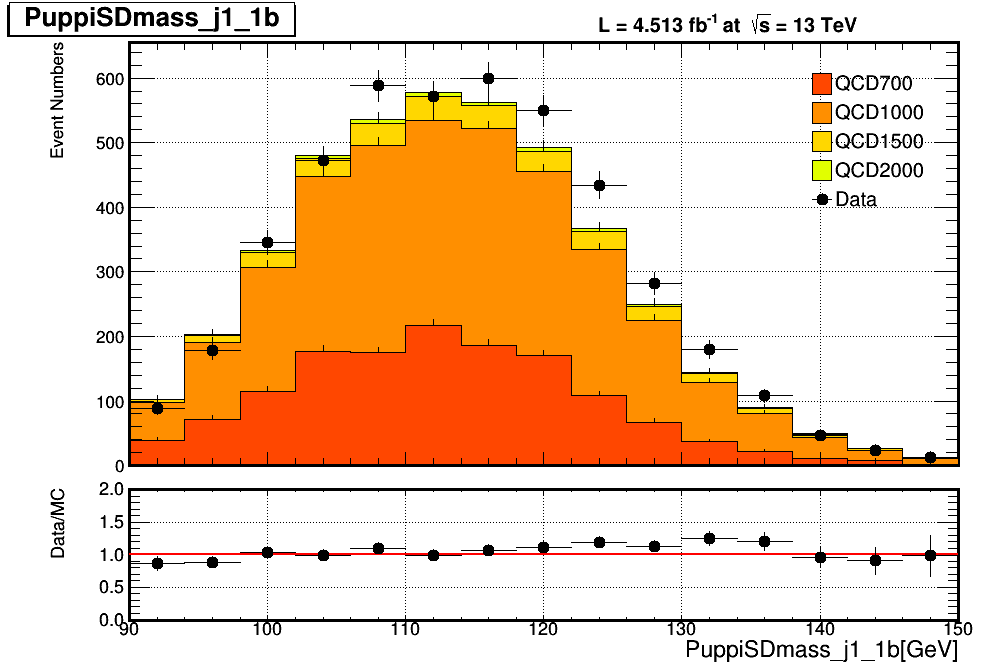 PuppiSDmass_j1_1b
L = 4.513 fb⁻¹ at √s = 13 TeV
Event Numbers
600
500
400
300
200
100
0
QCD700
QCD1000
QCD1500
QCD2000
Data
Data/MC
2.0
1.5
1.0
0.5
0.0
90 100 110 120 130 140 150
PuppiSDmass_j1_1b[GeV]